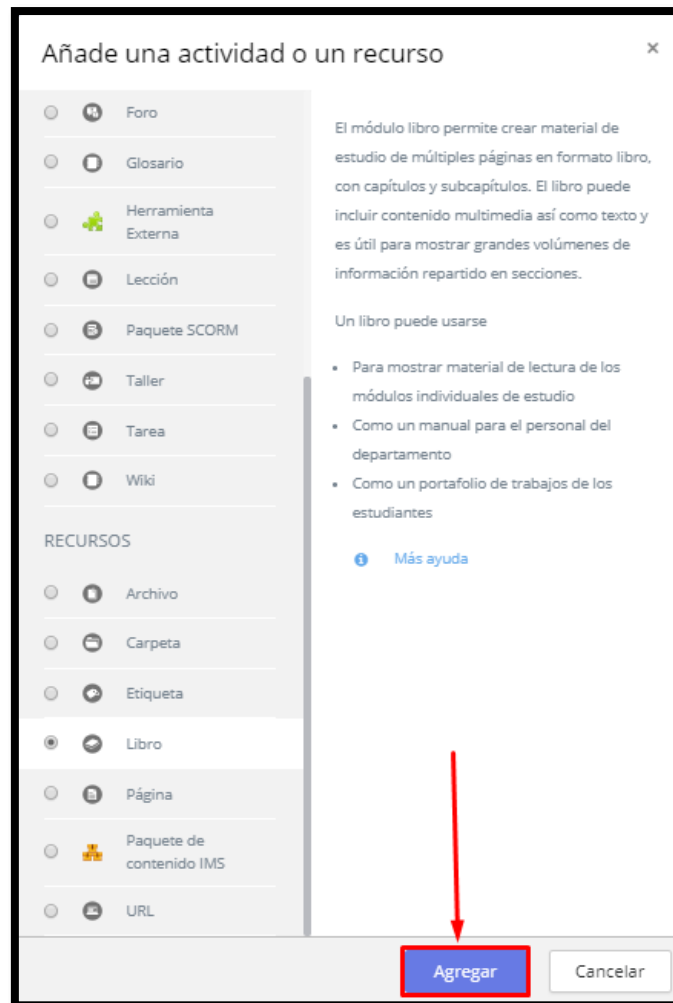 Añade una actividad o un recurso
×
Foro
Glosario
Herramienta
Externa
Lección
Paquete SCORM
Taller
Tarea
Wiki
RECURSOS
Archivo
Carpeta
Etiqueta
Libro
Página
Paquete de
contenido IMS
URL
El módulo libro permite crear material de
estudio de múltiples páginas en formato libro,
con capítulos y subcapítulos. El libro puede
incluir contenido multimedia así como texto y
es útil para mostrar grandes volúmenes de
información repartido en secciones.
Un libro puede usarse
• Para mostrar material de lectura de los
módulos individuales de estudio
• Como un manual para el personal del
departamento
• Como un portafolio de trabajos de los
estudiantes
Más ayuda
Agregar
Cancelar